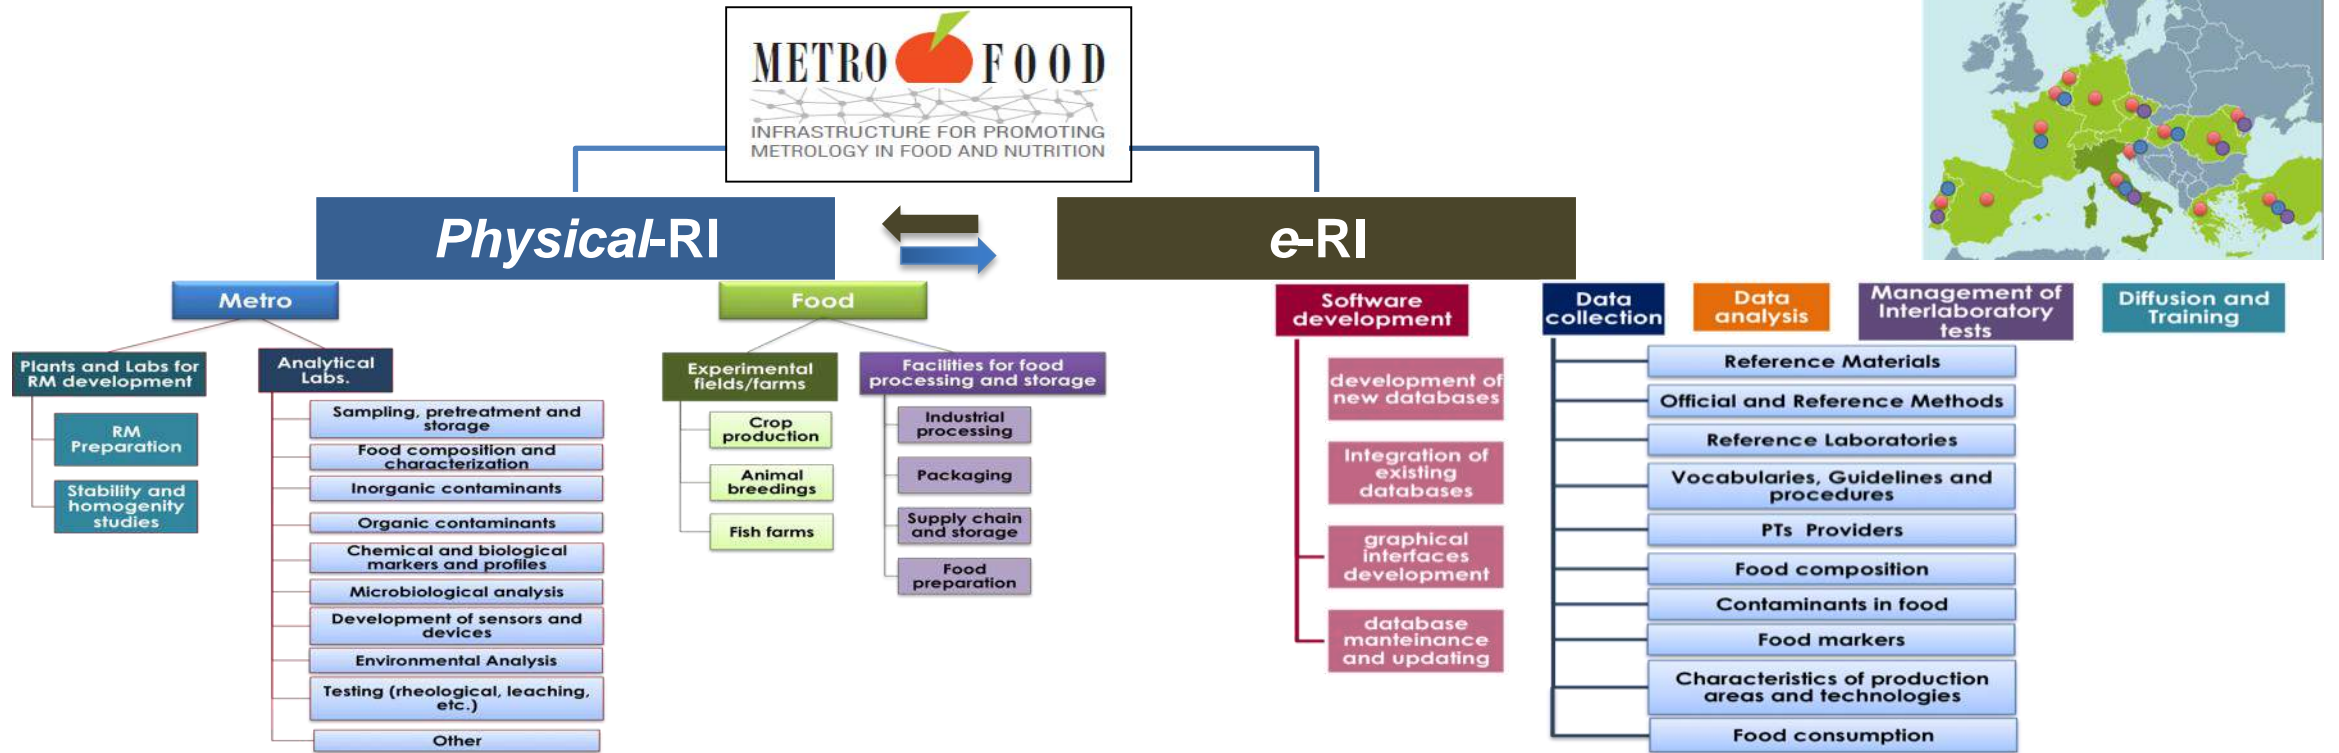 METRO FOOD
INFRASTRUCTURE FOR PROMOTING
METROLOGY IN FOOD AND NUTRITION
Physical-RI
e-RI
Metro
Plants and Labs for
RM development
RM
Preparation
Stability and
homogenity
studies
Analytical
Labs.
Sampling, pretreatment and
storage
Food composition and
characterization
Inorganic contaminants
Organic contaminants
Chemical and biological
markers and profiles
Microbiological analysis
Development of sensors and
devices
Environmental Analysis
Testing (rheological, leaching,
etc.)
Other
Food
Experimental
fields/farms
Crop
production
Animal
breedings
Fish farms
Facilities for food
processing and storage
Industrial
processing
Packaging
Supply chain
and storage
Food
preparation
Software
development
development of
new databases
Integration of
existing
databases
graphical
interfaces
development
database
manteinance
and updating
Data
collection
Reference Materials
Official and Reference Methods
Reference Laboratories
Vocabularies, Guidelines and
procedures
PTs Providers
Food composition
Contaminants in food
Food markers
Characteristics of production
areas and technologies
Food consumption
Data
analysis
Management of
Interlaboratory
tests
Diffusion and
Training